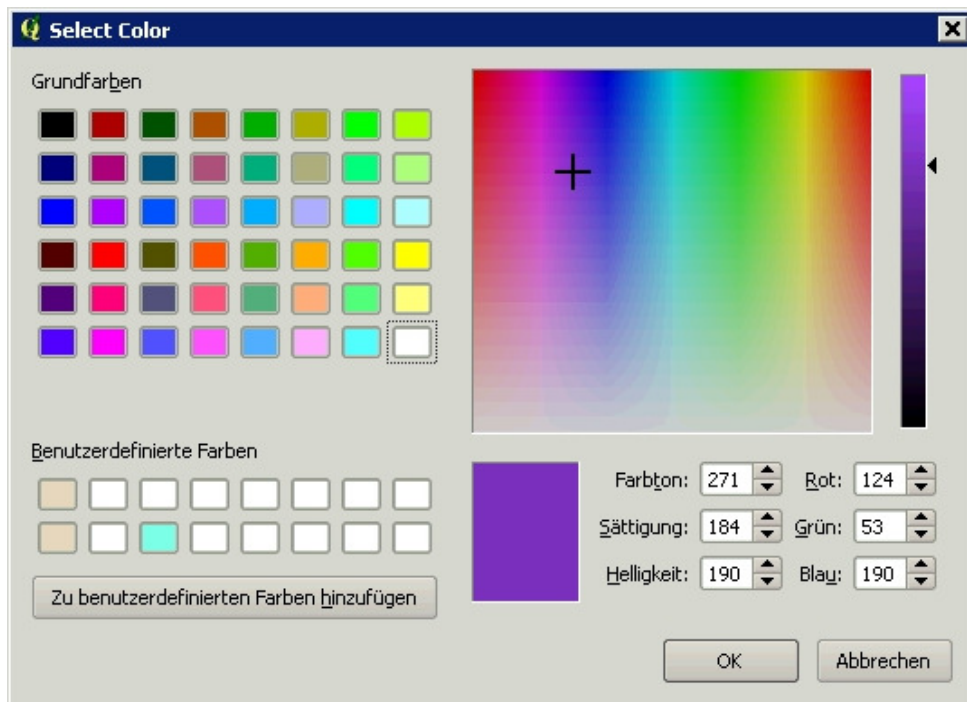 Select Color
Grundfarben
Benutzerdefinierte Farben
Zu benutzerdefinierten Farben hinzufügen
Farbton: 271 Rot: 124
Sättigung: 184 Grün: 53
Helligkeit: 190 Blau: 190
OK Abbrechen